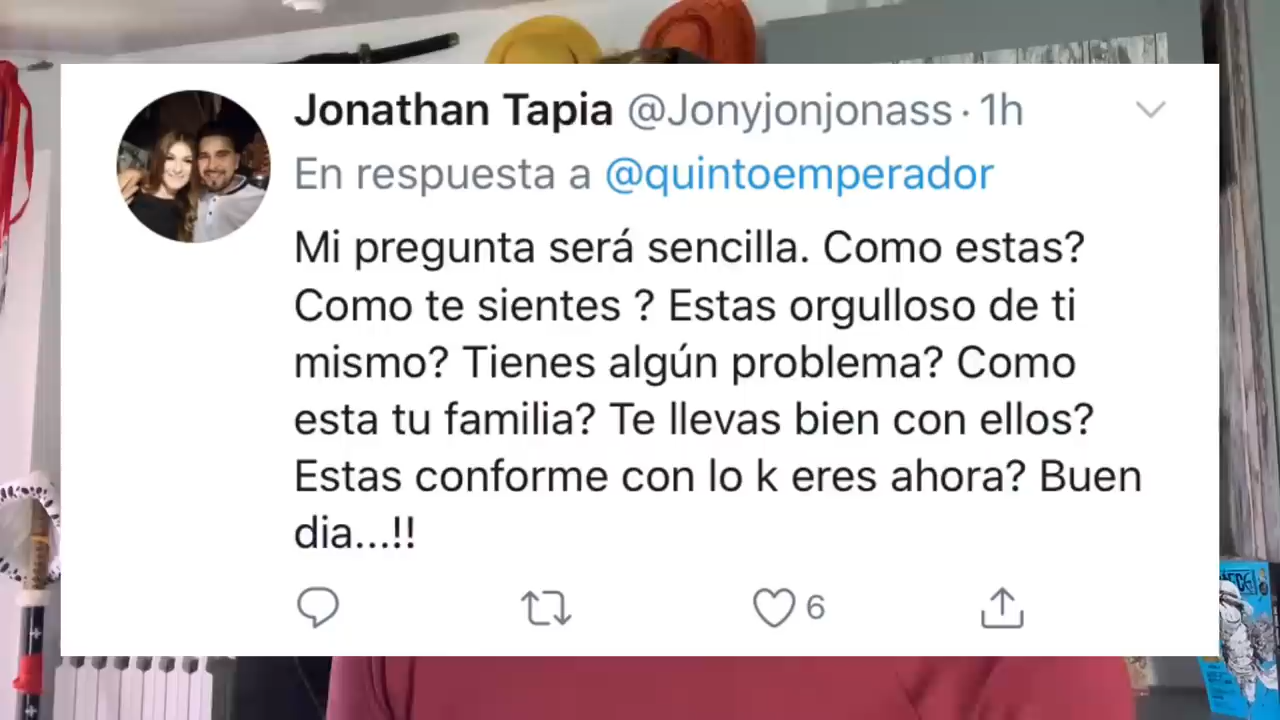 Jonathan Tapia @Jonyjonjonass · 1h
En respuesta a @quintoemperador
Mi pregunta será sencilla. Como estas?
Como te sientes ? Estas orgulloso de ti
mismo? Tienes algún problema? Como
esta tu familia? Te llevas bien con ellos?
Estas conforme con lo k eres ahora? Buen
dia...!!
6